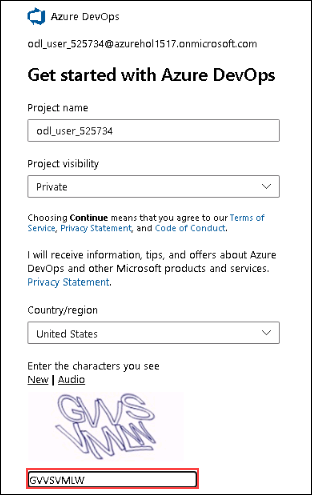 Azure DevOps
odl_user_525734@azurehol1517.onmicrosoft.com
Get started with Azure DevOps
Project name
odl_user_525734
Project visibility
Private
Choosing Continue means that you agree to our Terms of
Service, Privacy Statement, and Code of Conduct.
I will receive information, tips, and offers about Azure
DevOps and other Microsoft products and services.
Privacy Statement.
Country/region
United States
Enter the characters you see
New | Audio
GVVS
VMLW
GVVSVMLW